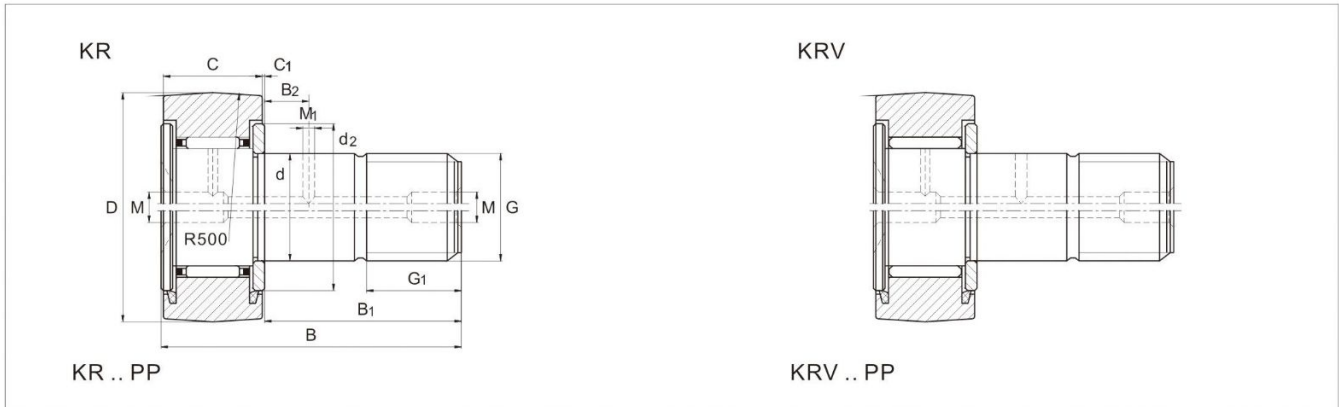 KR
KRV
C
C1
B2
M1
d2
d
D
M
M
G
R500
G1
B1
B
KR .. PP
KRV .. PP